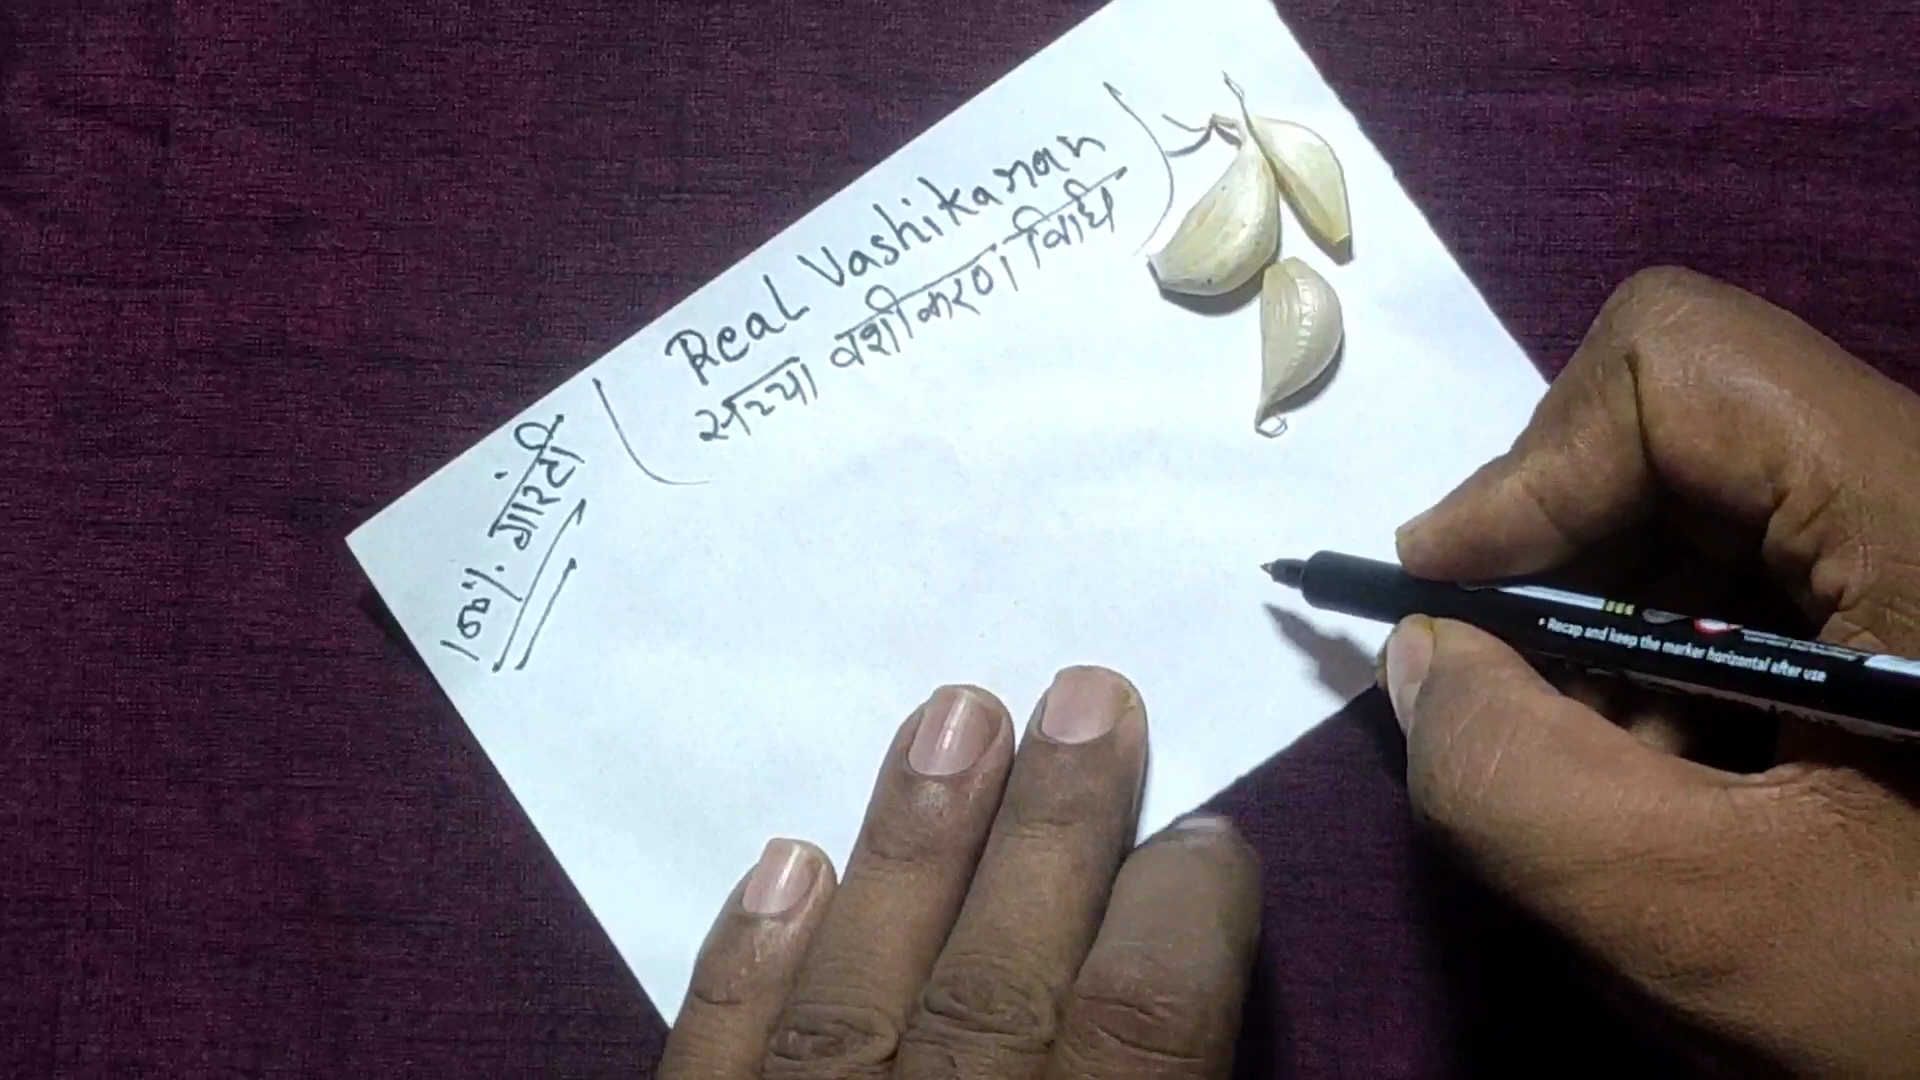 Real Vashikaran
सच्चा वशीकरण विधि
100% गारंटी
• Recap and keep the marker horizontal after use